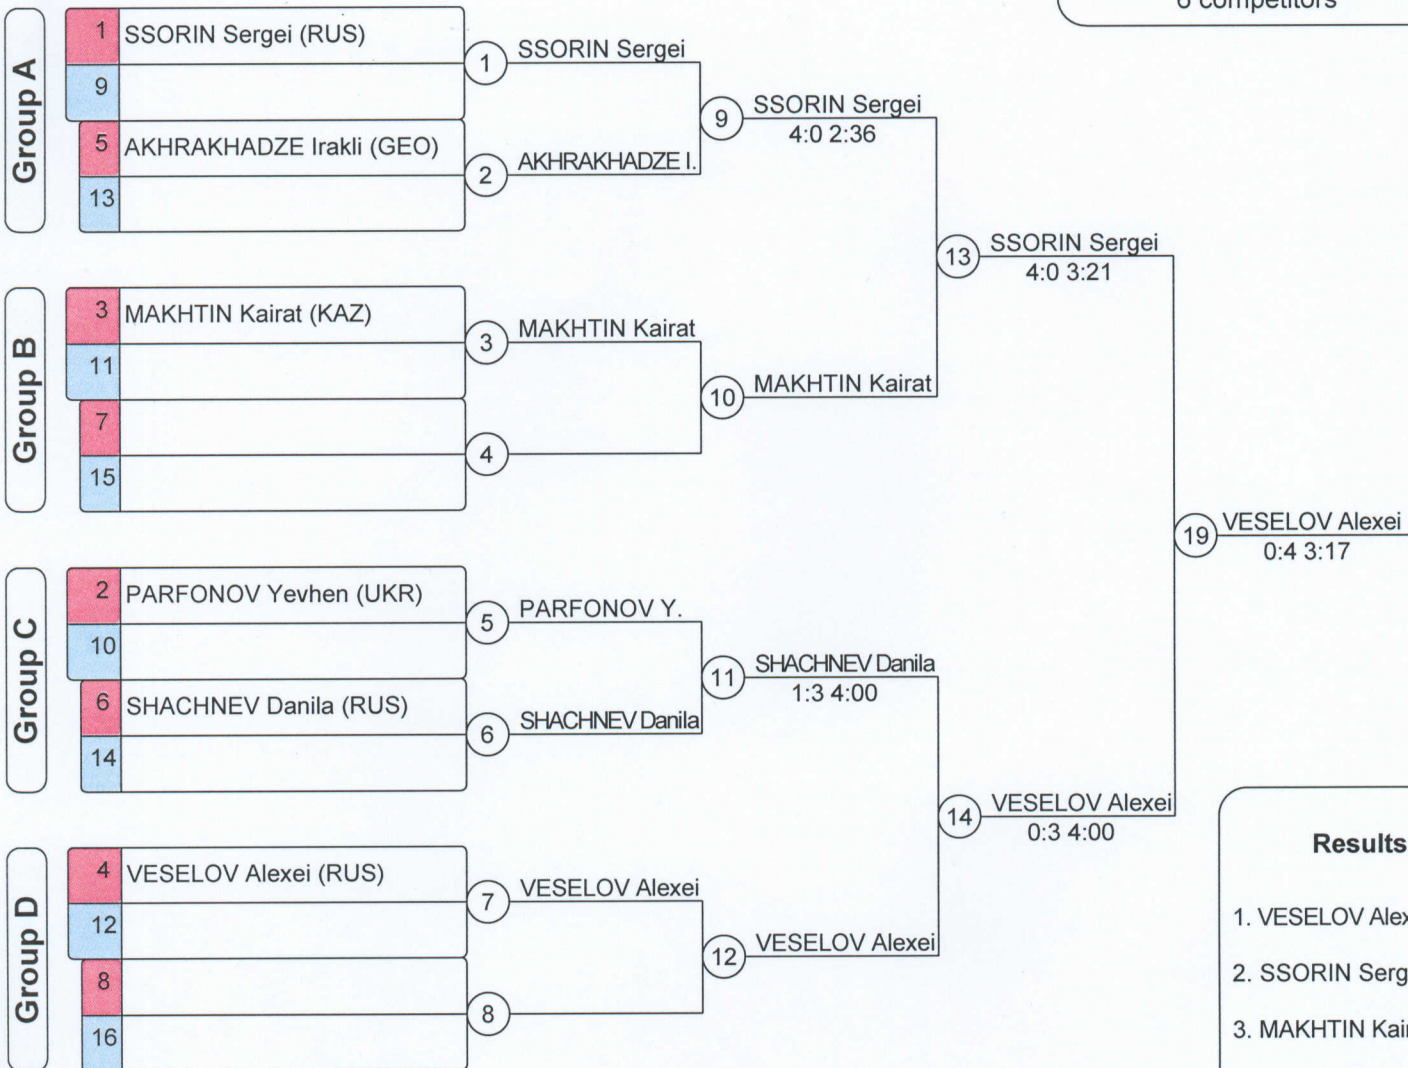 6 competitors
Group A
1 SSORIN Sergei (RUS)
9
5 AKHRAKHADZE Irakli (GEO)
13
1 SSORIN Sergei
2 AKHRAKHADZE I.
9 SSORIN Sergei
4:0 2:36
Group B
3 MAKHTIN Kairat (KAZ)
11
7
15
3 MAKHTIN Kairat
4
10 MAKHTIN Kairat
13 SSORIN Sergei
4:0 3:21
Group C
2 PARFONOV Yevhen (UKR)
10
6 SHACHNEV Danila (RUS)
14
5 PARFONOV Y.
6 SHACHNEV Danila
11 SHACHNEV Danila
1:3 4:00
Group D
4 VESELOV Alexei (RUS)
12
8
16
7 VESELOV Alexei
8
12 VESELOV Alexei
14 VESELOV Alexei
0:3 4:00
19 VESELOV Alexei
0:4 3:17
Results
1. VESELOV Alex
2. SSORIN Serg
3. MAKHTIN Kair